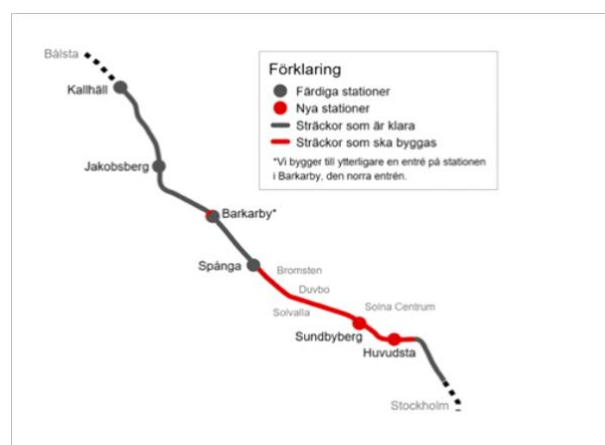 Bålsta
Kallhäll
Jakobsberg
Barkarby*
Spånga
Bromsten
Duvbo
Solvalla
Solna Centrum
Sundbyberg
Huvudsta
Stockholm
Förklaring
Färdiga stationer
Nya stationer
Sträckor som är klara
Sträckor som ska byggas
*Vi bygger till ytterligare en entré på stationen
i Barkarby, den norra entrén.